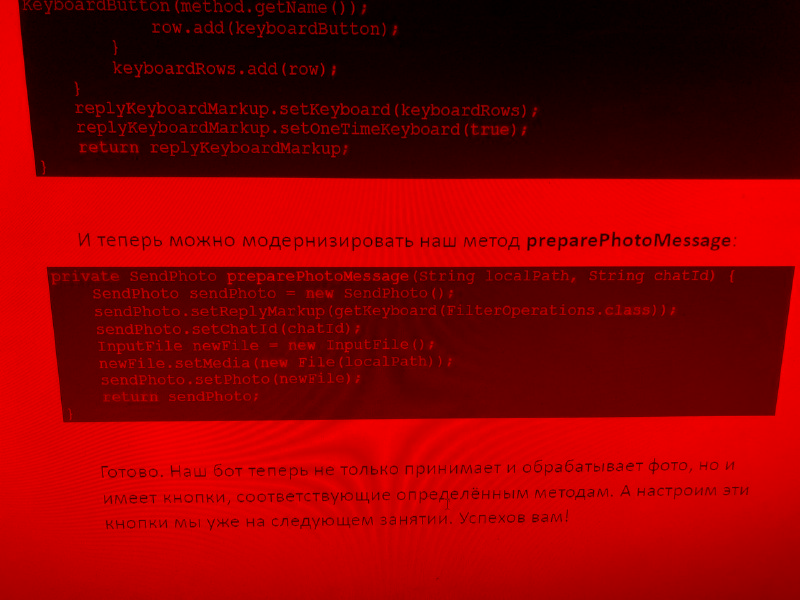 KeyboardButton(method.getName());
row.add(keyboardButton);
}
keyboardRows.add(row);
}
replyKeyboardMarkup.setKeyboard(keyboardRows);
replyKeyboardMarkup.setOneTimeKeyboard(true);
return replyKeyboardMarkup;
}
И теперь можно модернизировать наш метод preparePhotoMessage:
private SendPhoto preparePhotoMessage(String localPath, String chatId) {
SendPhoto sendPhoto = new SendPhoto();
sendPhoto.setReplyMarkup(getKeyboard(FilterOperations.class));
sendPhoto.setChatId(chatId);
InputFile newFile = new InputFile();
newFile.setMedia(new File(localPath));
sendPhoto.setPhoto(newFile);
return sendPhoto;
}
Готово. Наш бот теперь не только принимает и обрабатывает фото, но и
имеет кнопки, соответствующие определённым методам. А настроим эти
кнопки мы уже на следующем занятии. Успехов вам!